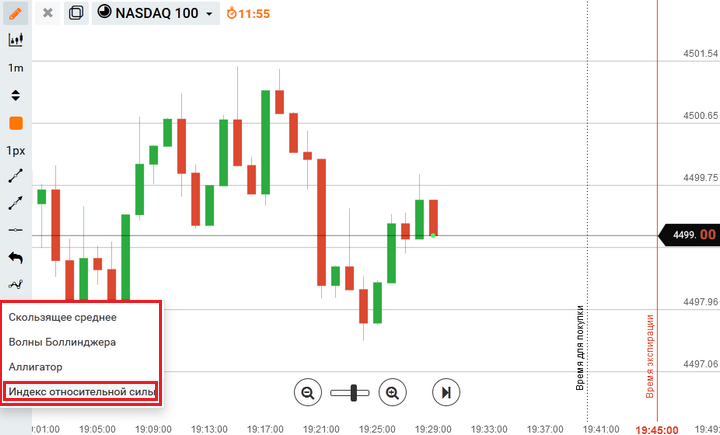 NASDAQ 100
11:55
1m
1px
4501.54
4500.65
4499.75
4499.00
4497.96
4497.06
Время для покупки
Время экспирации
Скользящее среднее
Волны Боллинджера
Аллигатор
Индекс относительной силы
:01:00 19:05:00 19:09:00 19:13:00 19:17:00 19:21:00 19:25:00 19:29:00 19:33:00 19:37:00 19:41:00 19:45:00 19:49: